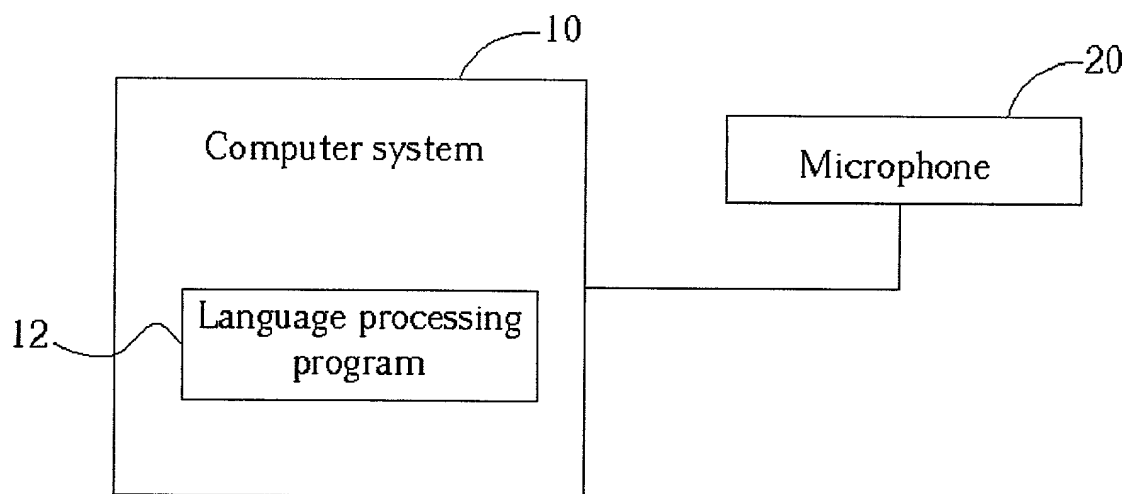 10
20
Computer system
Microphone
Language processing
program
12